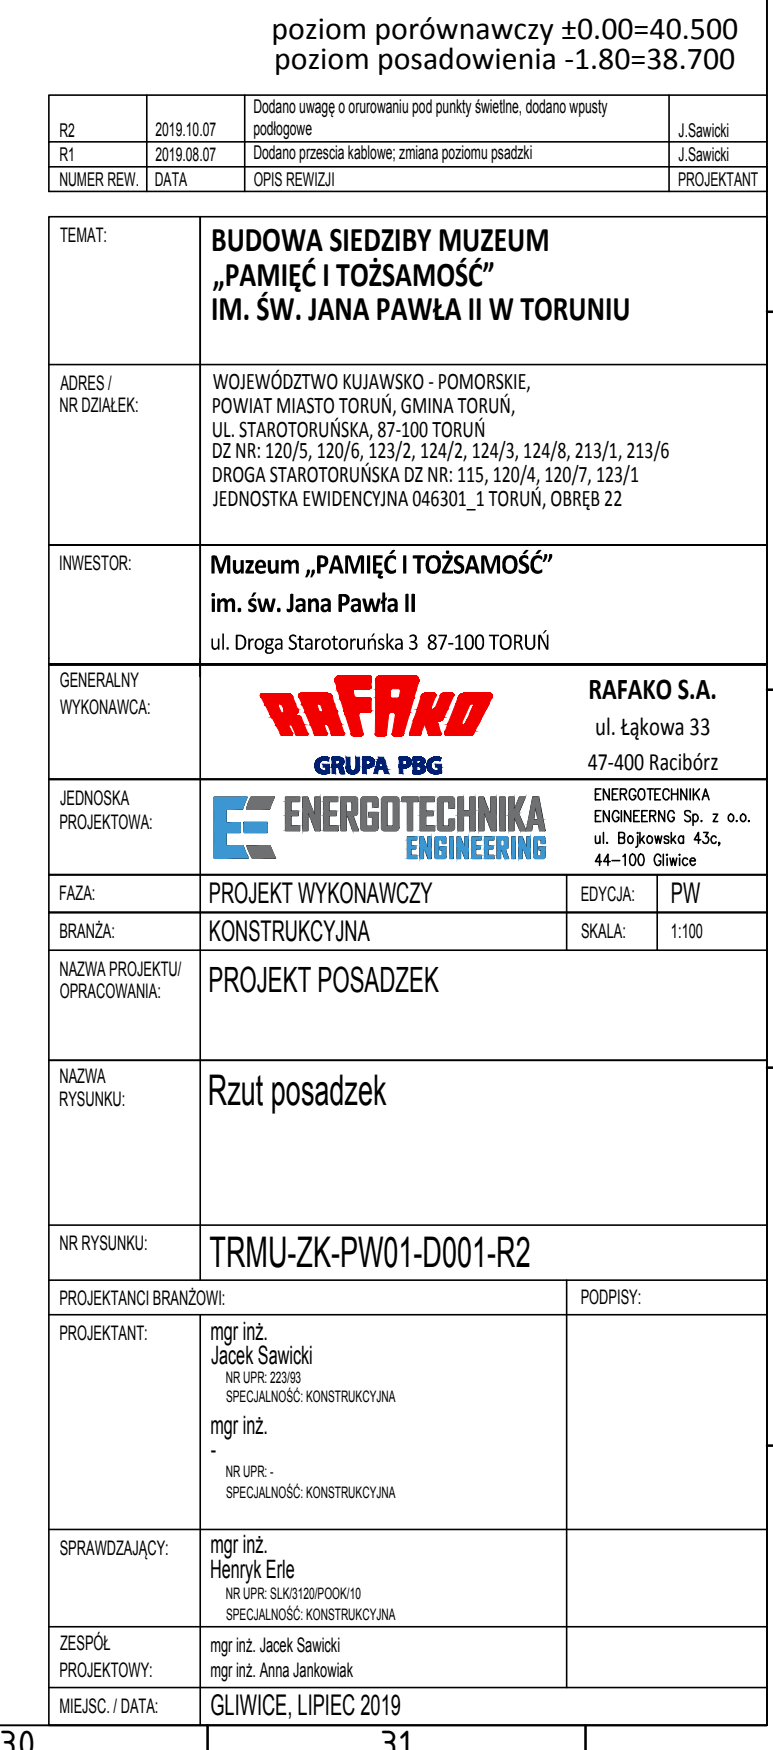 poziom porównawczy ±0.00=40.500
poziom posadowienia -1.80=38.700
R2 2019.10.07 Dodano uwagę o orurowaniu pod punkty świetlne, dodano wpusty
podłogowe J.Sawicki
R1 2019.08.07 Dodano przescia kablowe; zmiana poziomu psadzki J.Sawicki
NUMER REW. DATA OPIS REWIZJI PROJEKTANT
TEMAT:
BUDOWA SIEDZIBY MUZEUM
„PAMIĘĆ I TOŻSAMOŚĆ”
IM. ŚW. JANA PAWŁA II W TORUNIU
ADRES /
NR DZIAŁEK:
WOJEWÓDZTWO KUJAWSKO - POMORSKIE,
POWIAT MIASTO TORUŃ, GMINA TORUŃ,
UL. STAROTORUŃSKA, 87-100 TORUŃ
DZ NR: 120/5, 120/6, 123/2, 124/2, 124/3, 124/8, 213/1, 213/6
DROGA STAROTORUŃSKA DZ NR: 115, 120/4, 120/7, 123/1
JEDNOSTKA EWIDENCYJNA 046301_1 TORUŃ, OBRĘB 22
INWESTOR:
Muzeum „PAMIĘĆ I TOŻSAMOŚĆ”
im. św. Jana Pawła II
ul. Droga Starotoruńska 3 87-100 TORUŃ
GENERALNY
WYKONAWCA:
RAFAKO
GRUPA PBG
RAFAKO S.A.
ul. Łąkowa 33
47-400 Racibórz
JEDNOSKA
PROJEKTOWA:
ENERGOTECHNIKA
ENGINEERING
ENERGOTECHNIKA
ENGINEERNG Sp. z o.o.
ul. Bojkowska 43c,
44-100 Gliwice
FAZA: PROJEKT WYKONAWCZY EDYCJA: PW
BRANŻA: KONSTRUKCYJNA SKALA: 1:100
NAZWA PROJEKTU/
OPRACOWANIA:
PROJEKT POSADZEK
NAZWA
RYSUNKU:
Rzut posadzek
NR RYSUNKU: TRMU-ZK-PW01-D001-R2
PROJEKTANCI BRANŻOWI: PODPISY:
PROJEKTANT:
mgr inż.
Jacek Sawicki
NR UPR: 223/93
SPECJALNOŚĆ: KONSTRUKCYJNA
mgr inż.
-
NR UPR: -
SPECJALNOŚĆ: KONSTRUKCYJNA
SPRAWDZAJĄCY:
mgr inż.
Henryk Erle
NR UPR: SLK/3120/POOK/10
SPECJALNOŚĆ: KONSTRUKCYJNA
ZESPÓŁ
PROJEKTOWY:
mgr inż. Jacek Sawicki
mgr inż. Anna Jankowiak
MIEJSC. / DATA: GLIWICE, LIPIEC 2019
30 31